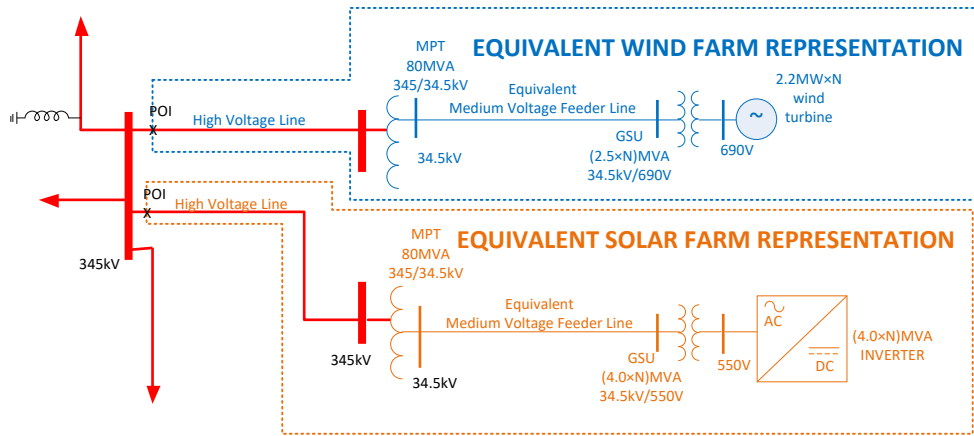 EQUIVALENT WIND FARM REPRESENTATION
MPT
80MVA
345/34.5kV
POI
High Voltage Line
Equivalent
Medium Voltage Feeder Line
2.2MW×N
wind
turbine
~
34.5kV
GSU
(2.5×N)MVA
34.5kV/690V
690V
POI
High Voltage Line
345kV
EQUIVALENT SOLAR FARM REPRESENTATION
MPT
80MVA
345/34.5kV
Equivalent
Medium Voltage Feeder Line
345kV
34.5kV
GSU
(4.0×N)MVA
34.5kV/550V
550V
AC
DC
(4.0×N)MVA
INVERTER